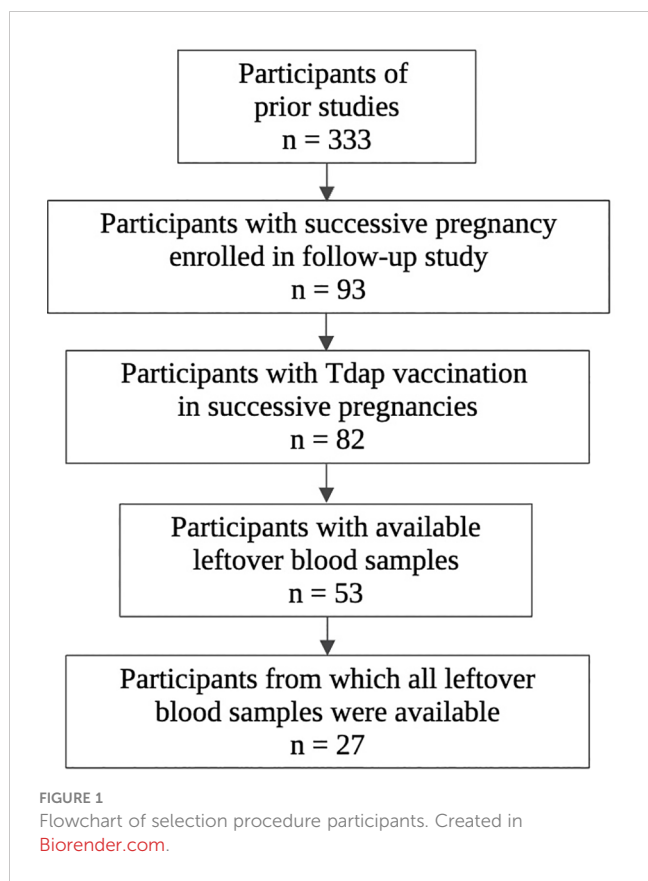 Participants of
prior studies
n = 333
Participants with successive pregnancy
enrolled in follow-up study
n = 93
Participants with Tdap vaccination
in successive pregnancies
n = 82
Participants with available
leftover blood samples
n = 53
Participants from which all leftover
blood samples were available
n = 27
FIGURE 1
Flowchart of selection procedure participants. Created in
Biorender.com.